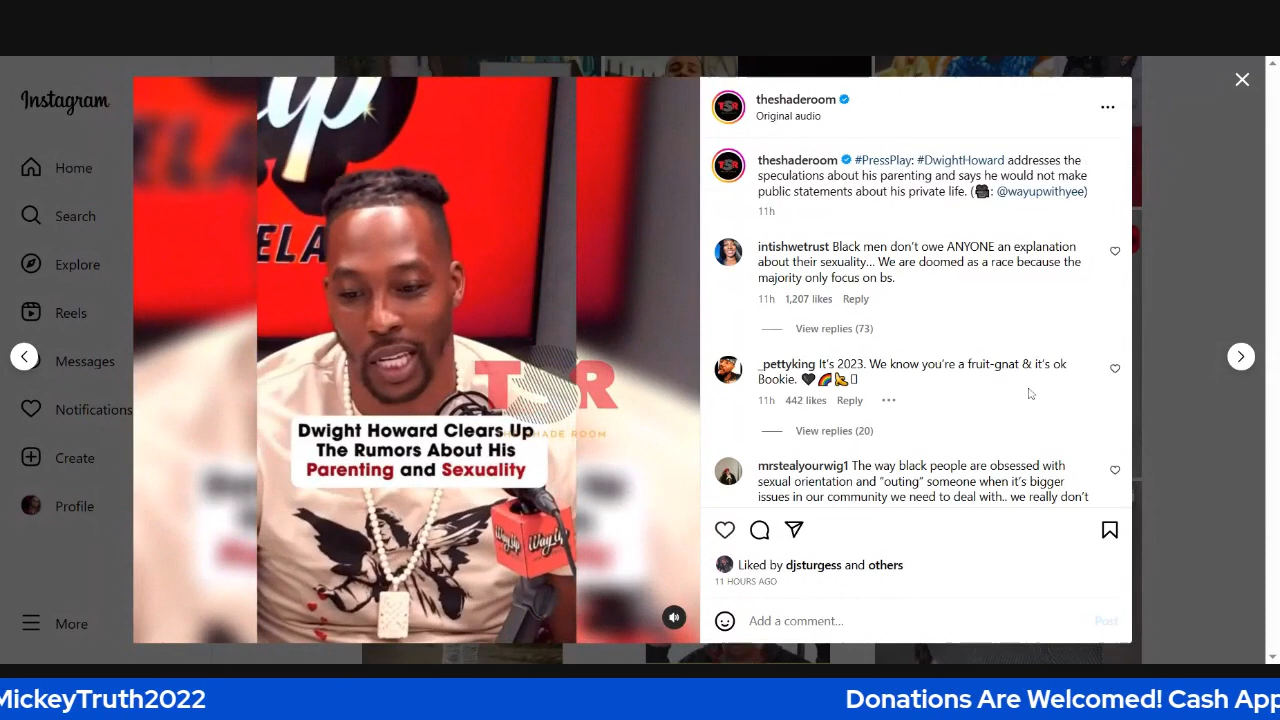 Instagram
Home
Search
Explore
Reels
Messages
Notifications
Create
Profile
More
ELA
TSR
THE SHADE ROOM
Dwight Howard Clears Up
The Rumors About His
Parenting and Sexuality
WayUp
WayUp
theshaderoom
Original audio
theshaderoom #PressPlay: #DwightHoward addresses the
speculations about his parenting and says he would not make
public statements about his private life. (🎥: @wayupwithyee)
11h
intishwetrust Black men don’t owe ANYONE an explanation
about their sexuality... We are doomed as a race because the
majority only focus on bs.
11h 1,207 likes Reply
View replies (73)
_pettyking It’s 2023. We know you’re a fruit-gnat & it’s ok
Bookie. 🖤🌈
11h 442 likes Reply
View replies (20)
mrstealyourwig1 The way black people are obsessed with
sexual orientation and “outing” someone when it’s bigger
issues in our community we need to deal with.. we really don’t
Liked by djsturgess and others
11 HOURS AGO
Add a comment...
Post
MickeyTruth2022
Donations Are Welcomed! Cash App